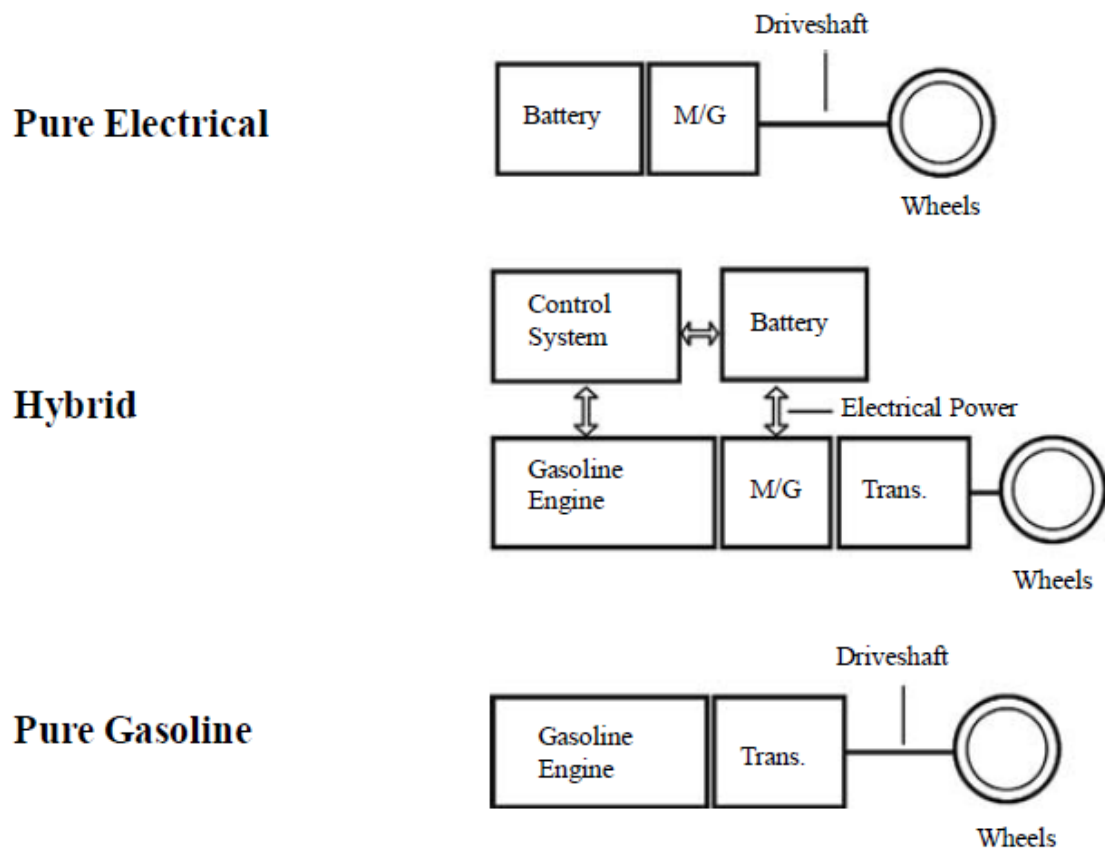 Driveshaft
Pure Electrical
Battery
M/G
Wheels
Control
System
Battery
Hybrid
Electrical Power
Gasoline
Engine
M/G
Trans.
Wheels
Driveshaft
Pure Gasoline
Gasoline
Engine
Trans.
Wheels